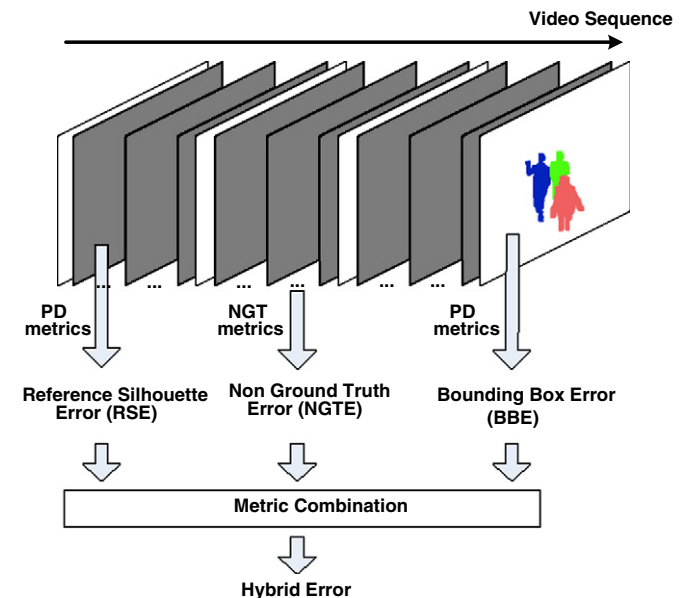 Video Sequence
... ... ... ... ... ...
PD
metrics
NGT
metrics
PD
metrics
Reference Silhouette
Error (RSE)
Non Ground Truth
Error (NGTE)
Bounding Box Error
(BBE)
Metric Combination
Hybrid Error